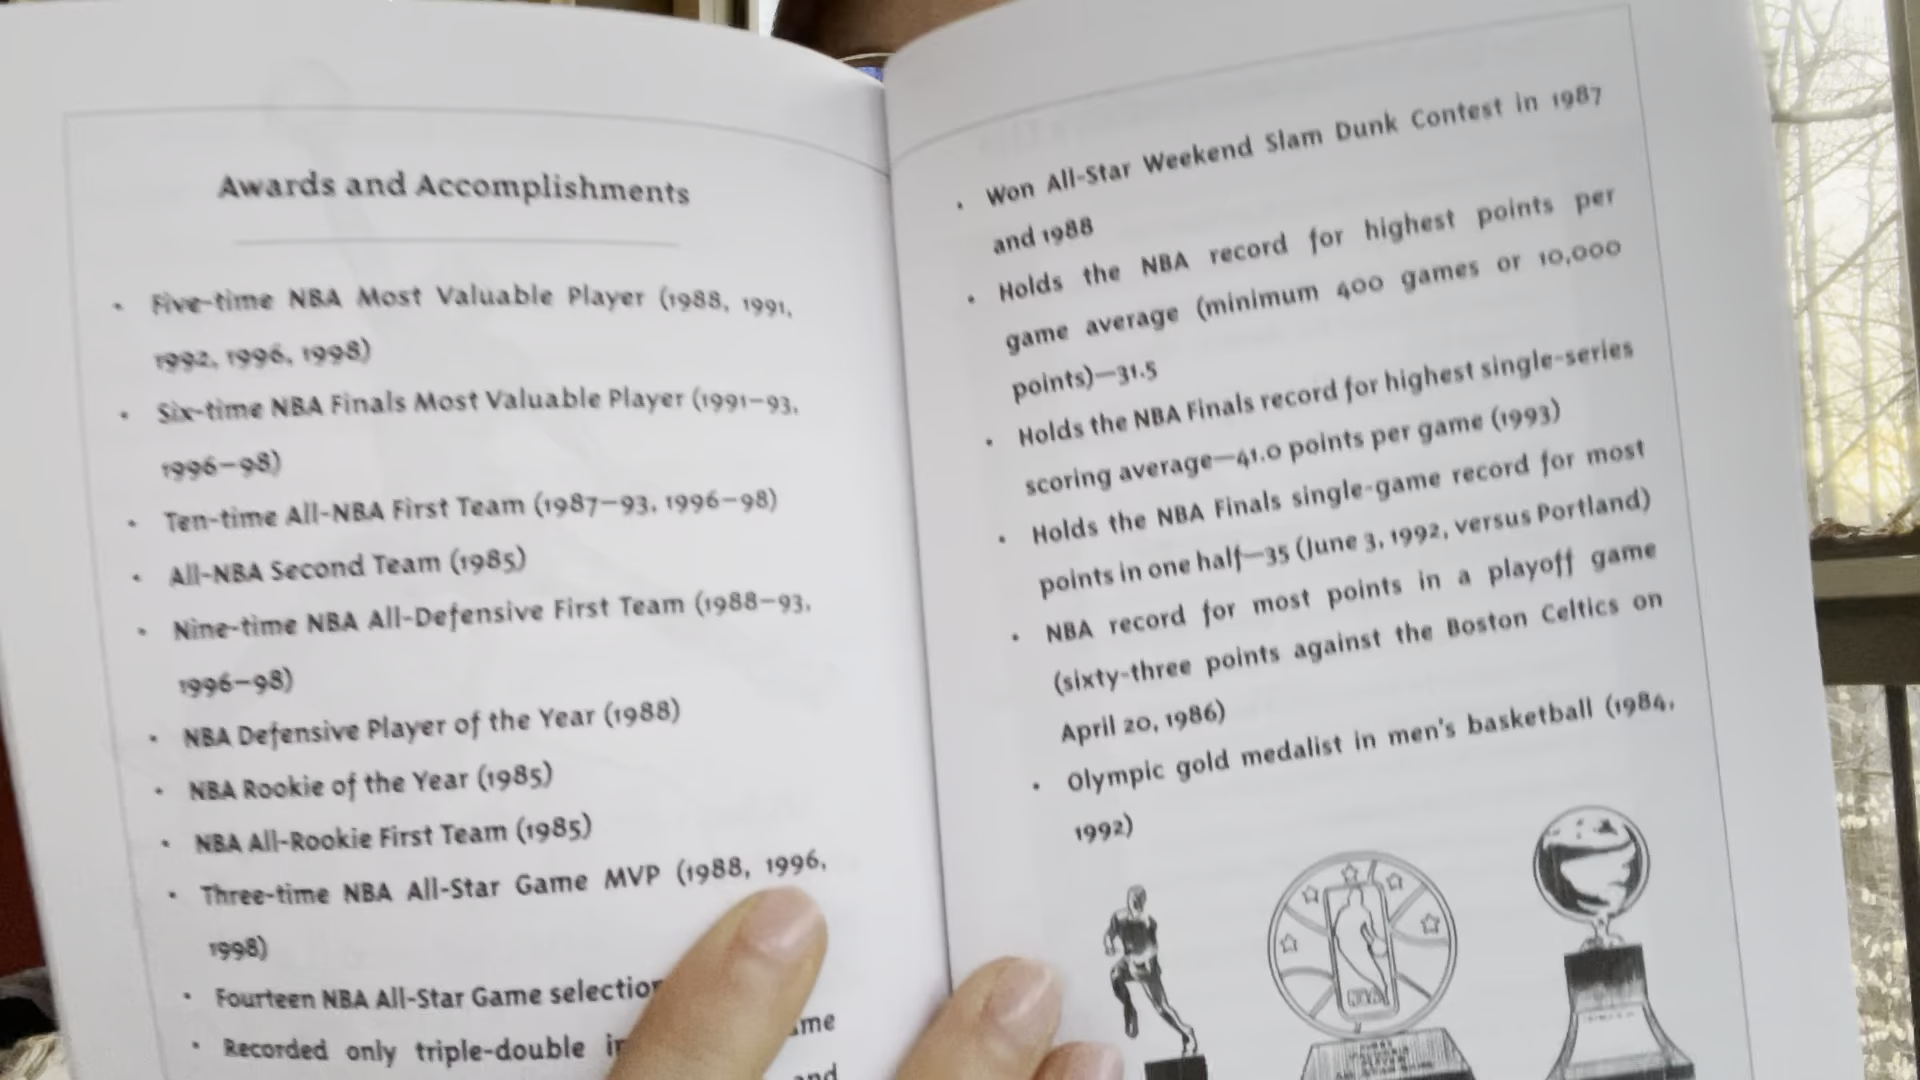 Awards and Accomplishments
• Five-time NBA Most Valuable Player (1988, 1991,
1992, 1996, 1998)
• Six-time NBA Finals Most Valuable Player (1991–93,
1996–98)
• Ten-time All-NBA First Team (1987–93, 1996–98)
• All-NBA Second Team (1985)
• Nine-time NBA All-Defensive First Team (1988–93,
1996–98)
• NBA Defensive Player of the Year (1988)
• NBA Rookie of the Year (1985)
• NBA All-Rookie First Team (1985)
• Three-time NBA All-Star Game MVP (1988, 1996,
1998)
• Fourteen NBA All-Star Game
• Recorded only triple-double
and
• Won All-Star Weekend Slam Dunk Contest in 1987
and 1988
• Holds the NBA record for highest points per
game average (minimum 400 games or 10,000
points)—31.5
• Holds the NBA Finals record for highest single-series
scoring average—41.0 points per game (1993)
• Holds the NBA Finals single-game record for most
points in one half—35 (June 3, 1992, versus Portland)
• NBA record for most points in a playoff game
(sixty-three points against the Boston Celtics on
April 20, 1986)
• Olympic gold medalist in men's basketball (1984,
1992)
NBA